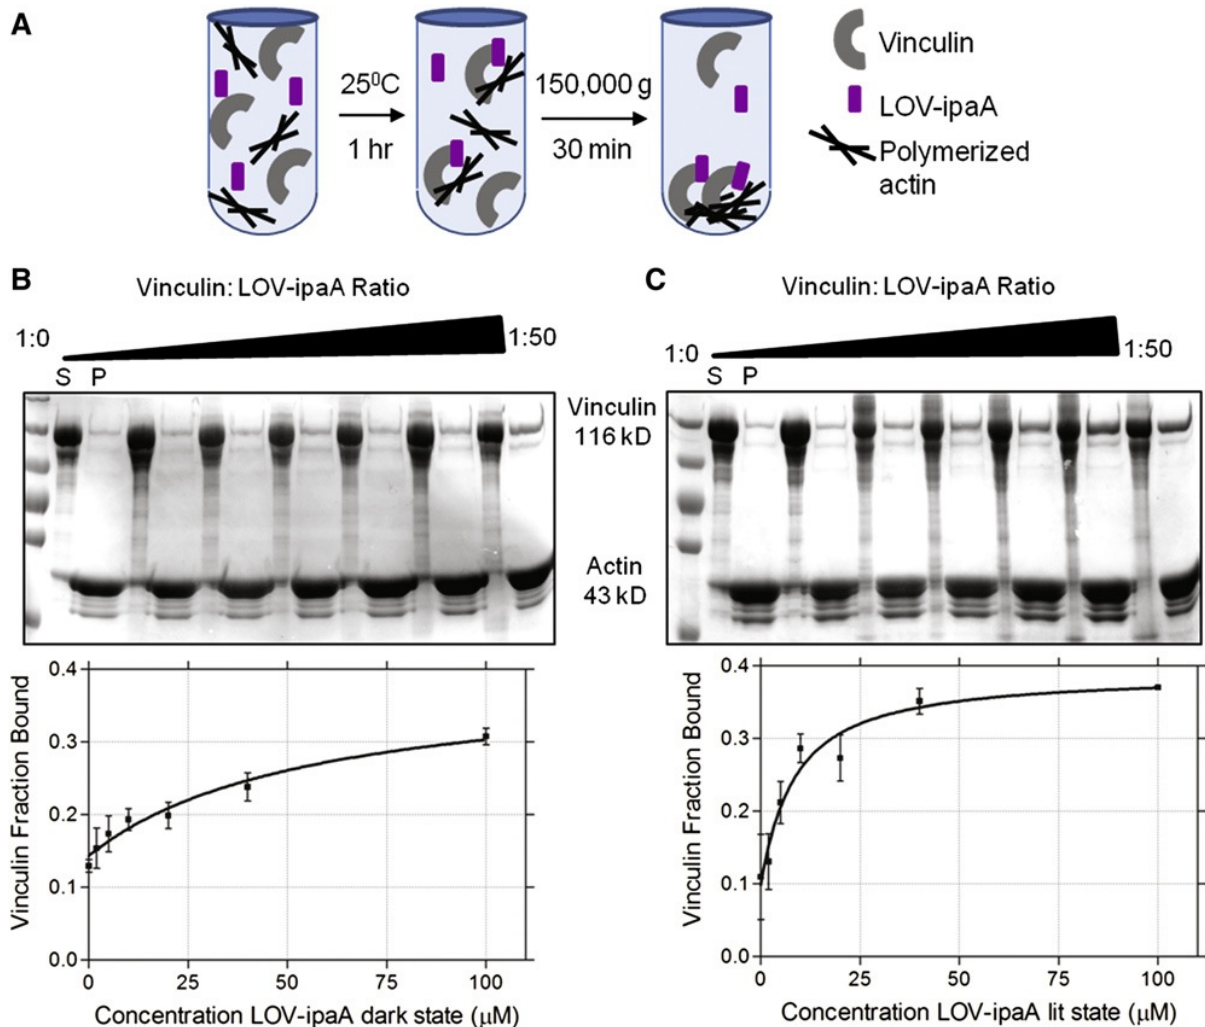 A
25⁰C
1 hr
150,000 g
30 min
Vinculin
LOV-ipaA
Polymerized
actin
B
Vinculin: LOV-ipaA Ratio
1:0
1:50
S P
Vinculin
116 kD
Actin
43 kD
C
Vinculin: LOV-ipaA Ratio
1:0
1:50
S P
Vinculin Fraction Bound
0.4
0.3
0.2
0.1
0.0
0 25 50 75 100
Concentration LOV-ipaA dark state (μM)
Vinculin Fraction Bound
0.4
0.3
0.2
0.1
0.0
0 25 50 75 100
Concentration LOV-ipaA lit state (μM)